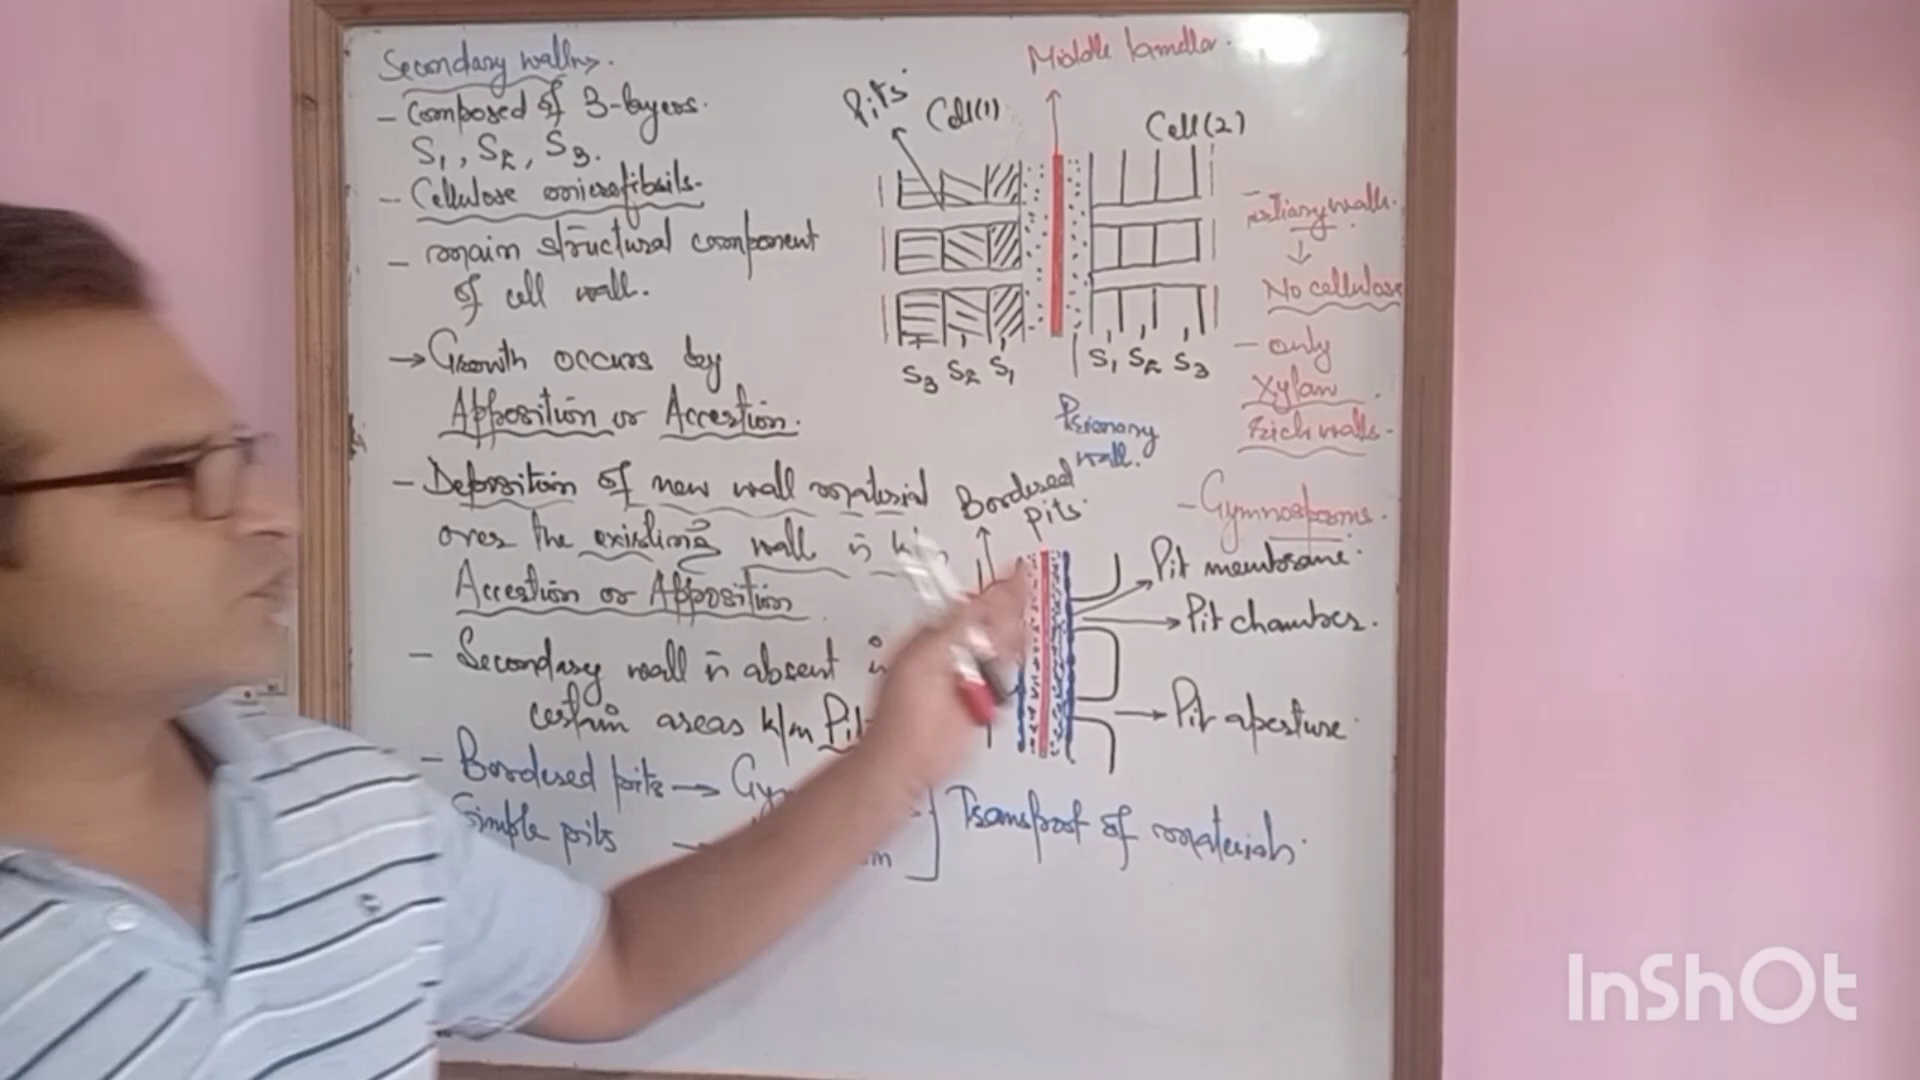 Secondary walls.
- Composed of 3-layers.
S1, S2, S3.
- Cellulose microfibrils.
- main structural component
of cell wall.
→ Growth occurs by
Apposition or Accretion.
- Deposition of new wall material
over the existing wall is k/n
Accretion or Apposition
- Secondary wall is absent in
certain areas k/n Pit
- Bordered pits → Gy
Simple pits →
m
Transport of materials.
Middle lamella.
Pits
Cell(1)
Cell(2)
S3 S2 S1
S1 S2 S3
Primary
wall.
- Tertiary walls.
↓
No cellulose
- only
Xylan
rich walls.
- Gymnosperms.
Bordered
pits.
Pit membrane.
Pit chamber.
Pit aperture.
InShOt